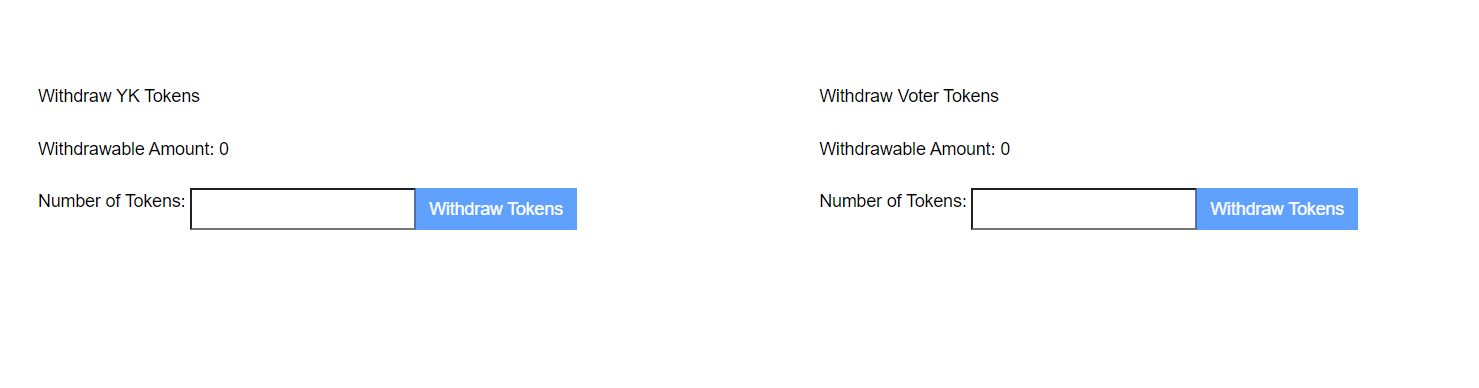 Withdraw YK Tokens
Withdrawable Amount: 0
Number of Tokens: Withdraw Tokens
Withdraw Voter Tokens
Withdrawable Amount: 0
Number of Tokens: Withdraw Tokens